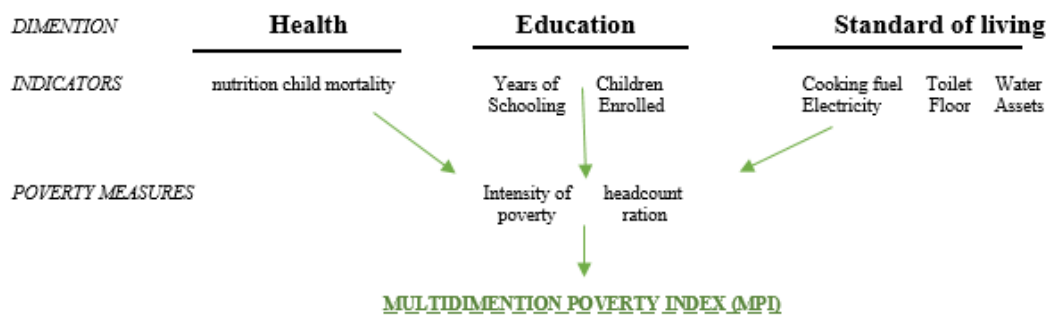 DIMENTION Health Education Standard of living
INDICATORS nutrition child mortality Years of Children Cooking fuel Toilet Water
Schooling Enrolled Electricity Floor Assets
POVERTY MEASURES Intensity of headcount
poverty ration
MULTIDIMENTION POVERTY INDEX (MPI)